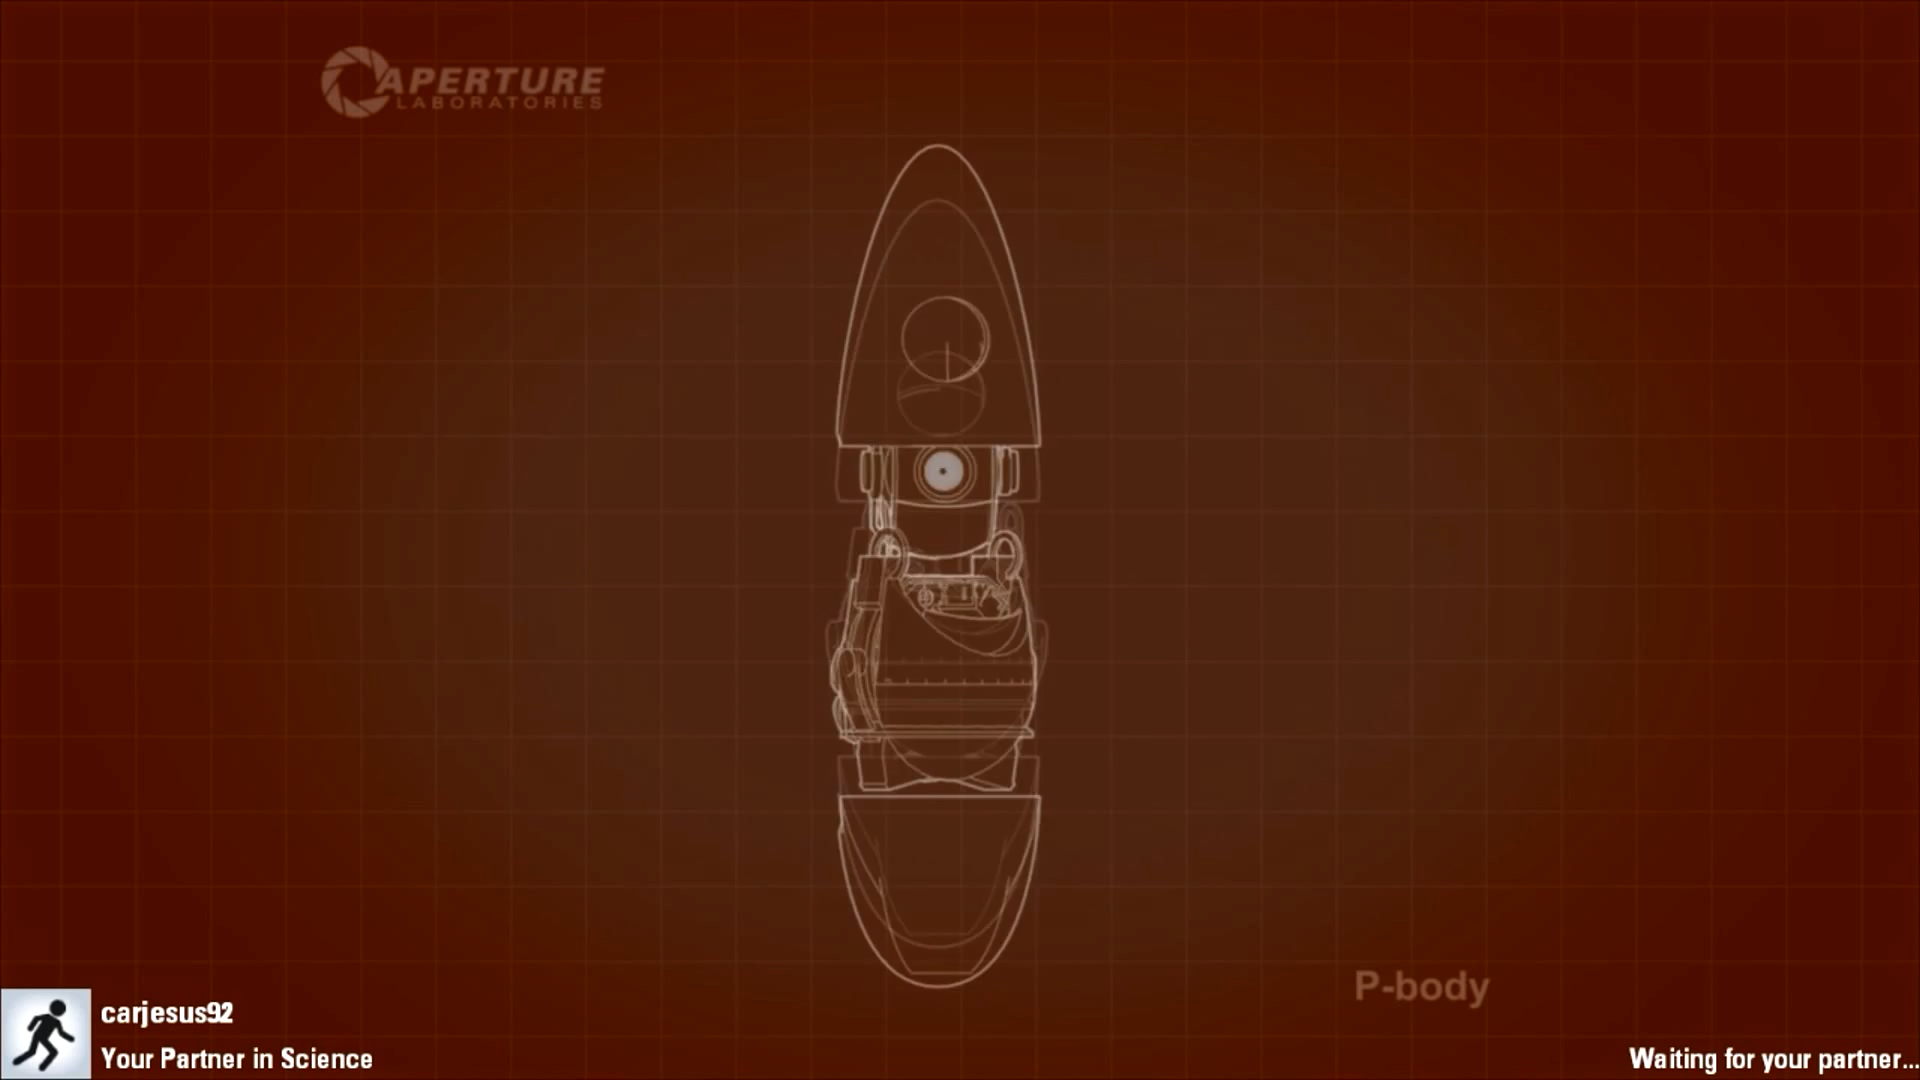 APERTURE
LABORATORIES
P-body
carjesus92
Your Partner in Science
Waiting for your partner...